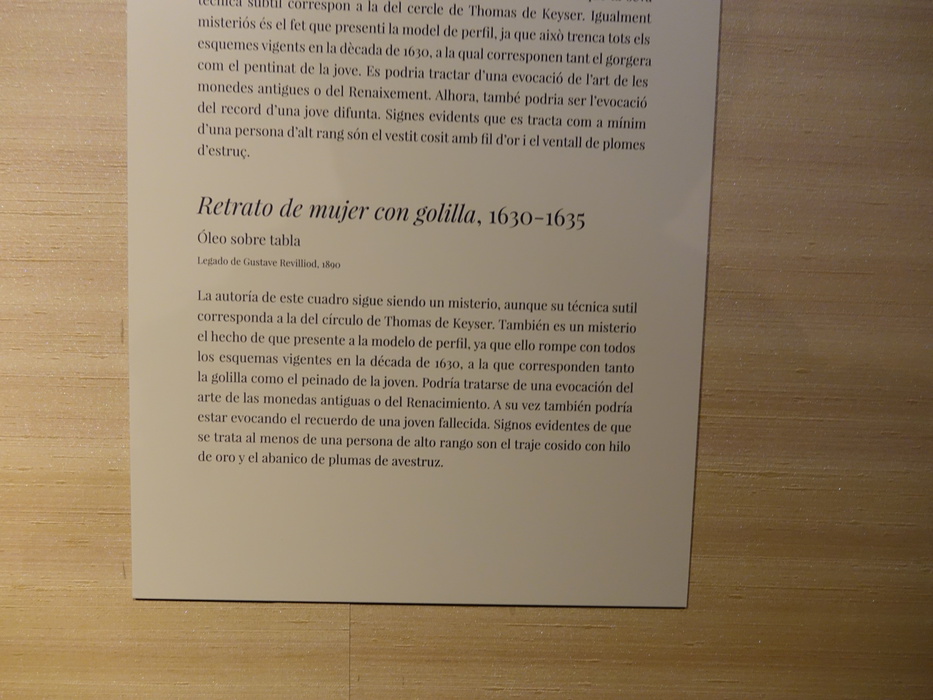 tècnica subtil correspon a la del cercle de Thomas de Keyser. Igualment
misteriós és el fet que presenti la model de perfil, ja que això trenca tots els
esquemes vigents en la dècada de 1630, a la qual corresponen tant el gorgera
com el pentinat de la jove. Es podria tractar d'una evocació de l'art de les
monedes antigues o del Renaixement. Alhora, també podria ser l'evocació
del record d'una jove difunta. Signes evidents que es tracta com a mínim
d'una persona d'alt rang són el vestit cosit amb fil d'or i el ventall de plomes
d'estruç.
Retrato de mujer con golilla, 1630-1635
Óleo sobre tabla
Legado de Gustave Revilliod, 1890
La autoría de este cuadro sigue siendo un misterio, aunque su técnica sutil
corresponda a la del círculo de Thomas de Keyser. También es un misterio
el hecho de que presente a la modelo de perfil, ya que ello rompe con todos
los esquemas vigentes en la década de 1630, a la que corresponden tanto
la golilla como el peinado de la joven. Podría tratarse de una evocación del
arte de las monedas antiguas o del Renacimiento. A su vez también podría
estar evocando el recuerdo de una joven fallecida. Signos evidentes de que
se trata al menos de una persona de alto rango son el traje cosido con hilo
de oro y el abanico de plumas de avestruz.